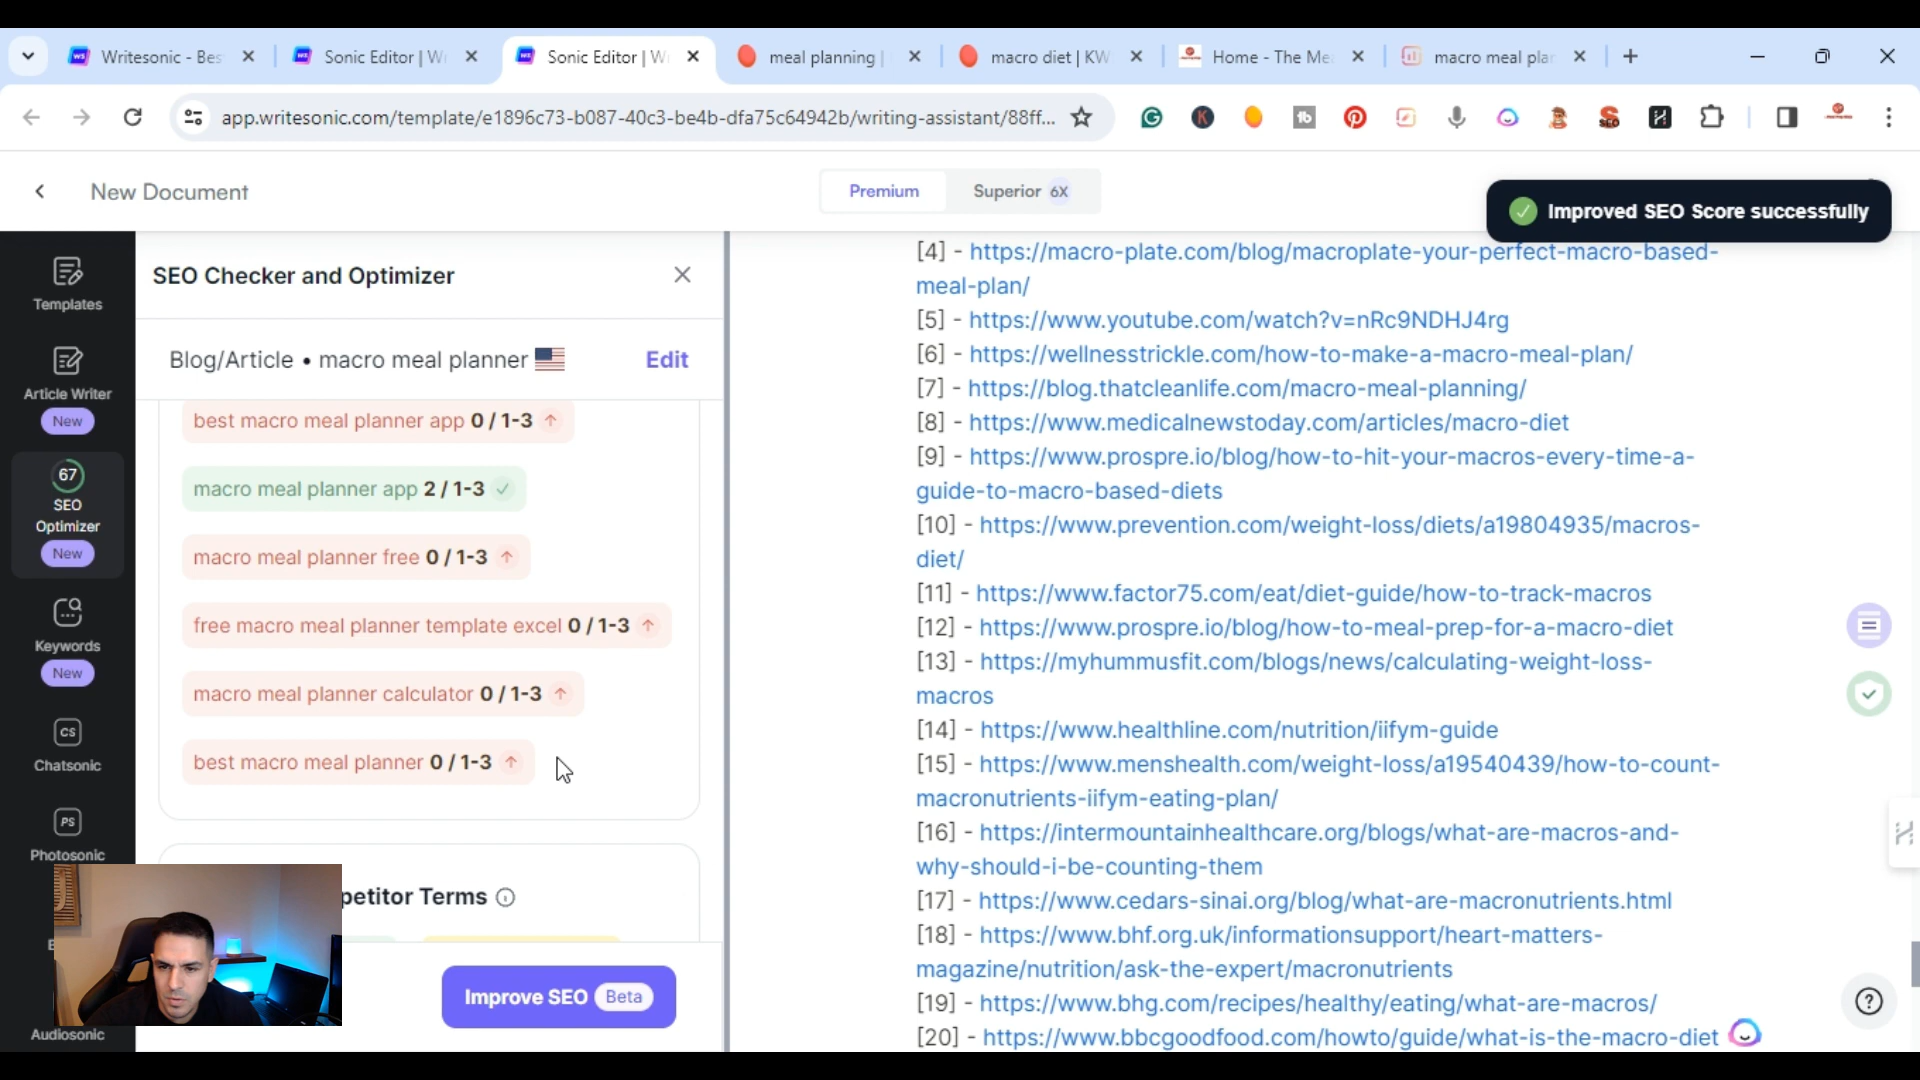 Writesonic - Bes
Sonic Editor | W
Sonic Editor | W
meal planning |
macro diet | KW
Home - The Me
macro meal plan
app.writesonic.com/template/e1896c73-b087-40c3-be4b-dfa75c64942b/writing-assistant/88ff...
New Document
Premium
Superior 6X
Improved SEO Score successfully
Templates
Article Writer
New
67
SEO
Optimizer
New
Keywords
New
CS
Chatsonic
PS
Photosonic
Audiosonic
SEO Checker and Optimizer
Blog/Article • macro meal planner
Edit
best macro meal planner app 0 / 1-3
macro meal planner app 2 / 1-3
macro meal planner free 0 / 1-3
free macro meal planner template excel 0 / 1-3
macro meal planner calculator 0 / 1-3
best macro meal planner 0 / 1-3
petitor Terms
Improve SEO Beta
[4] - https://macro-plate.com/blog/macroplate-your-perfect-macro-based-
meal-plan/
[5] - https://www.youtube.com/watch?v=nRc9NDHJ4rg
[6] - https://wellnesstrickle.com/how-to-make-a-macro-meal-plan/
[7] - https://blog.thatcleanlife.com/macro-meal-planning/
[8] - https://www.medicalnewstoday.com/articles/macro-diet
[9] - https://www.prospre.io/blog/how-to-hit-your-macros-every-time-a-
guide-to-macro-based-diets
[10] - https://www.prevention.com/weight-loss/diets/a19804935/macros-
diet/
[11] - https://www.factor75.com/eat/diet-guide/how-to-track-macros
[12] - https://www.prospre.io/blog/how-to-meal-prep-for-a-macro-diet
[13] - https://myhummusfit.com/blogs/news/calculating-weight-loss-
macros
[14] - https://www.healthline.com/nutrition/iifym-guide
[15] - https://www.menshealth.com/weight-loss/a19540439/how-to-count-
macronutrients-iifym-eating-plan/
[16] - https://intermountainhealthcare.org/blogs/what-are-macros-and-
why-should-i-be-counting-them
[17] - https://www.cedars-sinai.org/blog/what-are-macronutrients.html
[18] - https://www.bhf.org.uk/informationsupport/heart-matters-
magazine/nutrition/ask-the-expert/macronutrients
[19] - https://www.bhg.com/recipes/healthy/eating/what-are-macros/
[20] - https://www.bbcgoodfood.com/howto/guide/what-is-the-macro-diet